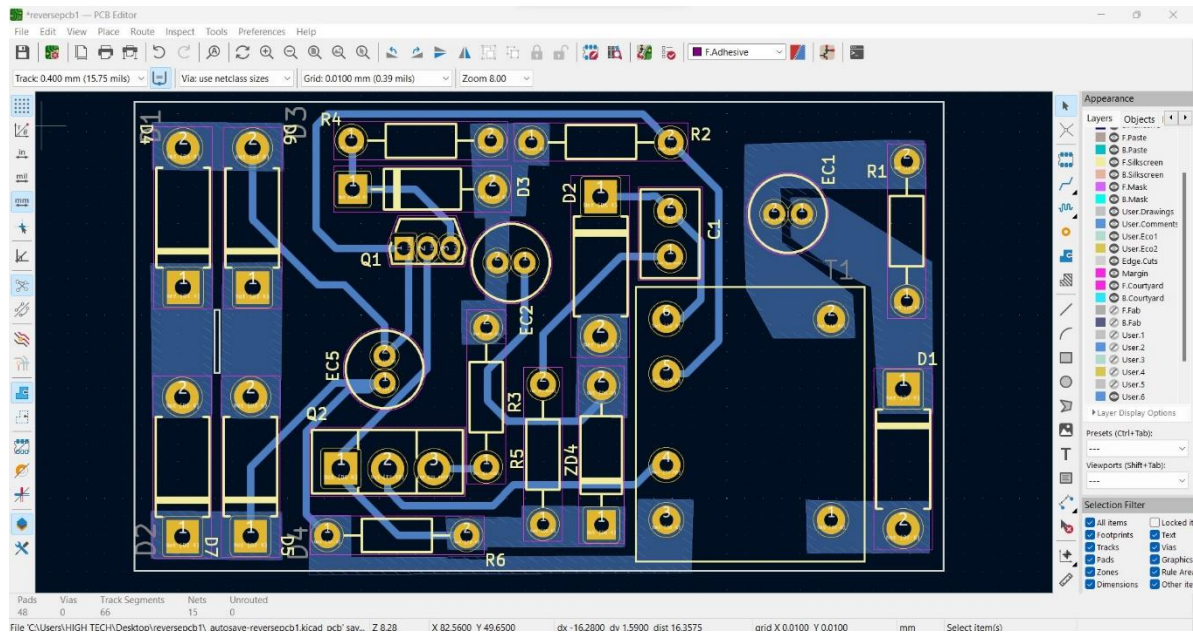 *reversepcb1 — PCB Editor
File Edit View Place Route Inspect Tools Preferences Help
F.Adhesive
Track: 0.400 mm (15.75 mils) Via: use netclass sizes Grid: 0.0100 mm (0.39 mils) Zoom 8.00
in
mil
mm
Appearance
Layers Objects
F.Paste
B.Paste
F.Silkscreen
B.Silkscreen
F.Mask
B.Mask
User.Drawings
User.Comments
User.Eco1
User.Eco2
Edge.Cuts
Margin
F.Courtyard
B.Courtyard
F.Fab
B.Fab
User.1
User.2
User.3
User.4
User.5
User.6
Layer Display Options
Presets (Ctrl+Tab):
---
Viewports (Shift+Tab):
---
Selection Filter
All items Locked it
Footprints Text
Tracks Vias
Pads Graphics
Zones Rule Area
Dimensions Other ite
D1 D4 D6 D3 R4 R2
D3 D2 C1 EC1 R1
Q1 EC2 T1
EC5 D1
Q2 R3 R5 ZD4
D2 D7 D5 D4 R6
Pads Vias Track Segments Nets Unrouted
48 0 66 15 0
File 'C:\Users\HIGH TECH\Desktop\reversepcb1\_autosave-reversepcb1.kicad_pcb' sav... Z 8.28 X 82.5600 Y 49.6500 dx -16.2800 dy 1.5900 dist 16.3575 grid X 0.0100 Y 0.0100 mm Select item(s)